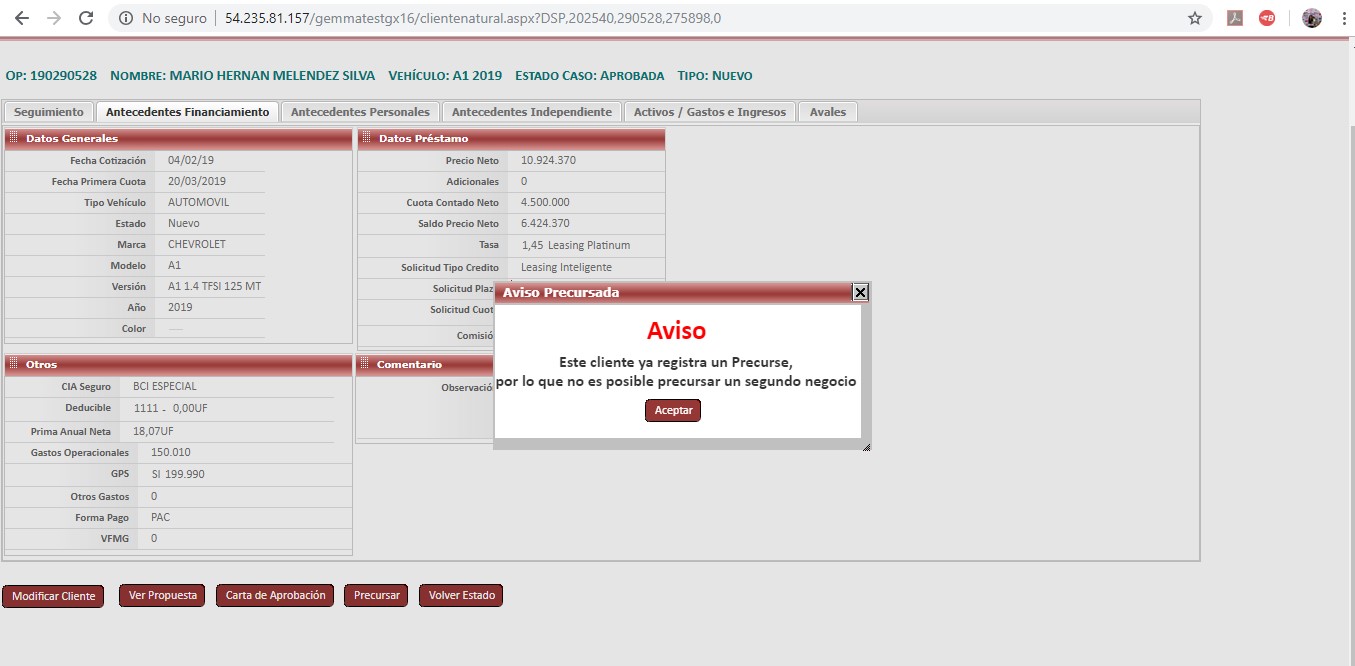 No seguro
54.235.81.157/gemmatestgx16/clientenatural.aspx?DSP,202540,290528,275898,0
OP: 190290528 NOMBRE: MARIO HERNAN MELENDEZ SILVA VEHÍCULO: A1 2019 ESTADO CASO: APROBADA TIPO: NUEVO
Seguimiento Antecedentes Financiamiento Antecedentes Personales Antecedentes Independiente Activos / Gastos e Ingresos Avales
Datos Generales
Fecha Cotización 04/02/19
Fecha Primera Cuota 20/03/2019
Tipo Vehículo AUTOMOVIL
Estado Nuevo
Marca CHEVROLET
Modelo A1
Versión A1 1.4 TFSI 125 MT
Año 2019
Color ----
Datos Préstamo
Precio Neto 10.924.370
Adicionales 0
Cuota Contado Neto 4.500.000
Saldo Precio Neto 6.424.370
Tasa 1,45 Leasing Platinum
Solicitud Tipo Credito Leasing Inteligente
Solicitud Plaz
Solicitud Cuot
Comisió
Otros
CIA Seguro BCI ESPECIAL
Deducible 1111 - 0,00UF
Prima Anual Neta 18,07UF
Gastos Operacionales 150.010
GPS SI 199.990
Otros Gastos 0
Forma Pago PAC
VFMG 0
Comentario
Observació
Aviso Precursada
Aviso
Este cliente ya registra un Precurse,
por lo que no es posible precursar un segundo negocio
Aceptar
Modificar Cliente Ver Propuesta Carta de Aprobación Precursar Volver Estado